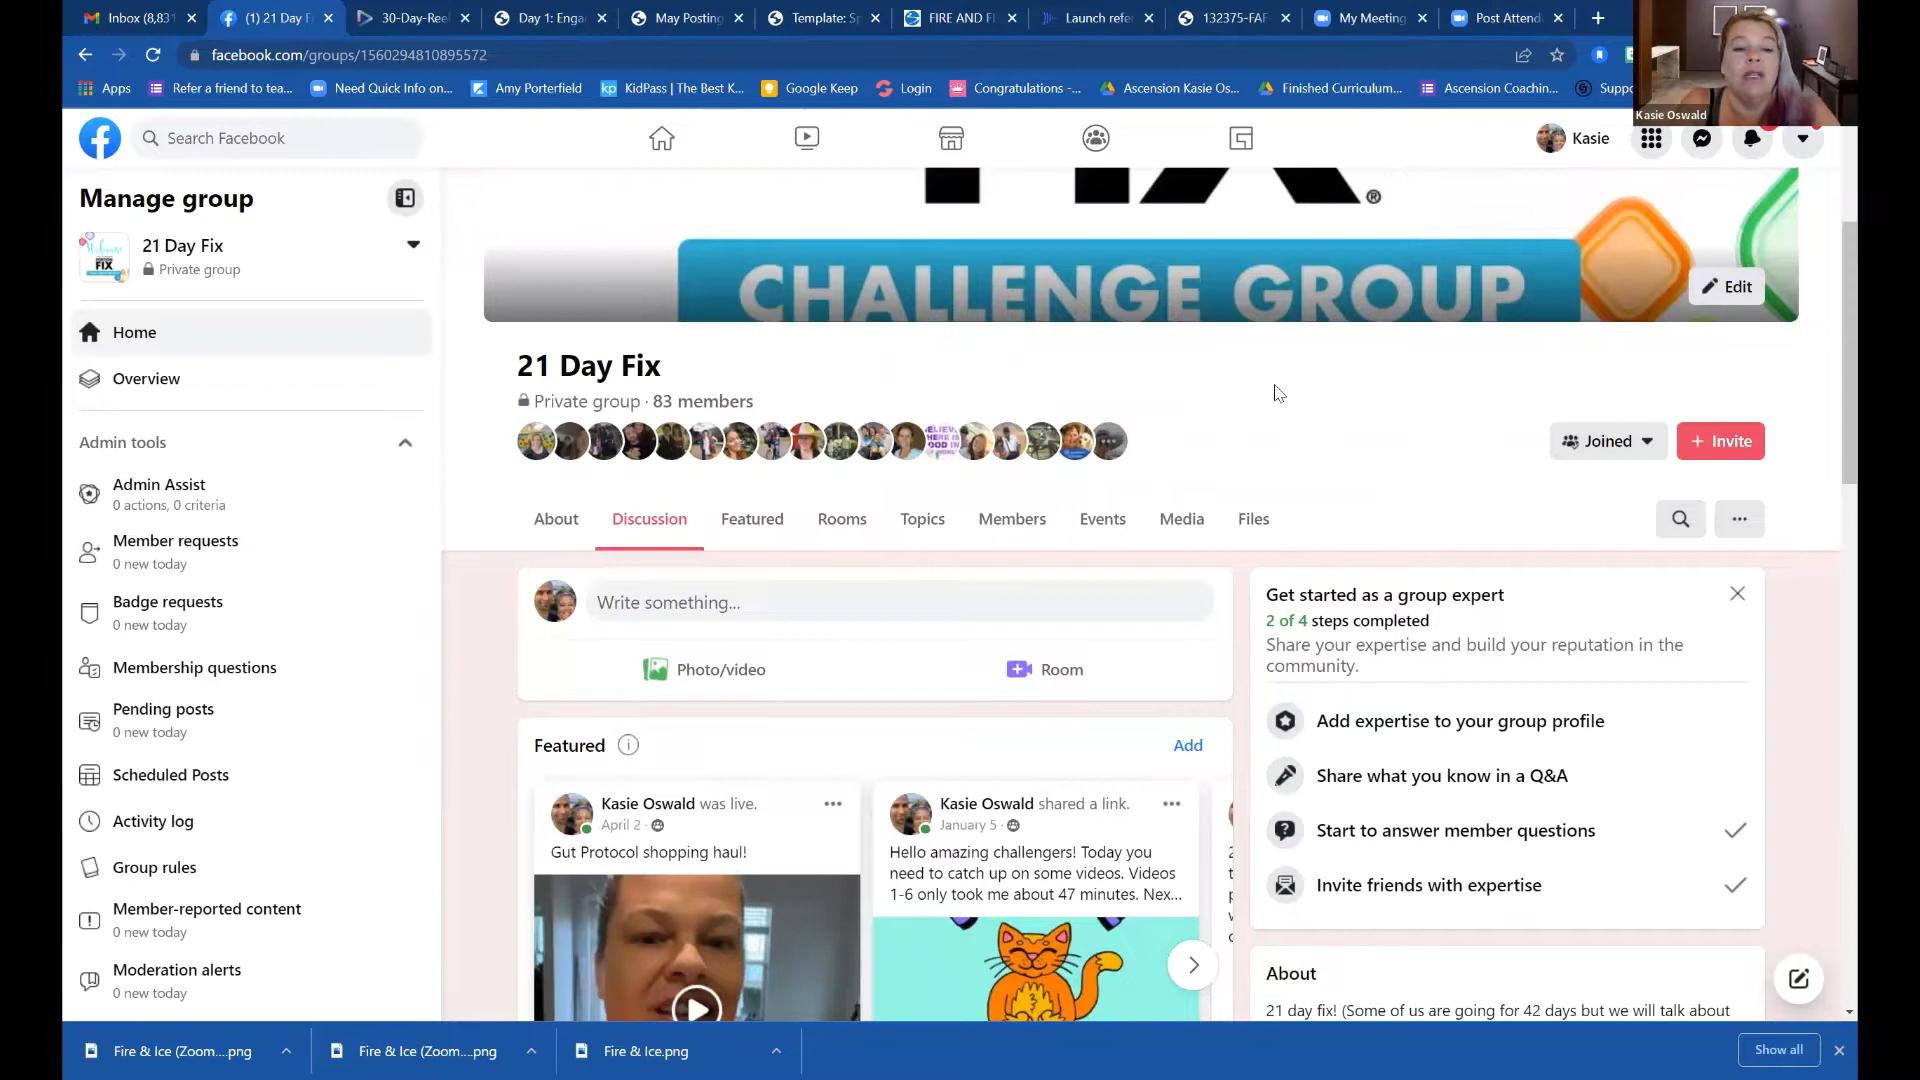 Inbox (8,831
(1) 21 Day F
30-Day-Ree
Day 1: Enga
May Posting
Template: S
FIRE AND F
Launch refe
132375-FAF
My Meeting
Post Attend
facebook.com/groups/1560294810895572
Apps
Refer a friend to tea...
Need Quick Info on...
Amy Porterfield
KidPass | The Best K...
Google Keep
Login
Congratulations -...
Ascension Kasie Os...
Finished Curriculum...
Ascension Coachin...
Suppo
Kasie Oswald
Search Facebook
Kasie
Manage group
21 Day Fix
Private group
Home
Overview
Admin tools
Admin Assist
0 actions, 0 criteria
Member requests
0 new today
Badge requests
0 new today
Membership questions
Pending posts
0 new today
Scheduled Posts
Activity log
Group rules
Member-reported content
0 new today
Moderation alerts
0 new today
®
CHALLENGE GROUP
Edit
21 Day Fix
Private group · 83 members
Joined
+ Invite
About
Discussion
Featured
Rooms
Topics
Members
Events
Media
Files
Write something...
Photo/video
Room
Featured
Add
Kasie Oswald was live.
April 2
Gut Protocol shopping haul!
Kasie Oswald shared a link.
January 5
Hello amazing challengers! Today you
need to catch up on some videos. Videos
1-6 only took me about 47 minutes. Nex...
Get started as a group expert
2 of 4 steps completed
Share your expertise and build your reputation in the
community.
Add expertise to your group profile
Share what you know in a Q&A
Start to answer member questions
Invite friends with expertise
About
21 day fix! (Some of us are going for 42 days but we will talk about
Fire & Ice (Zoom....png
Fire & Ice (Zoom....png
Fire & Ice.png
Show all